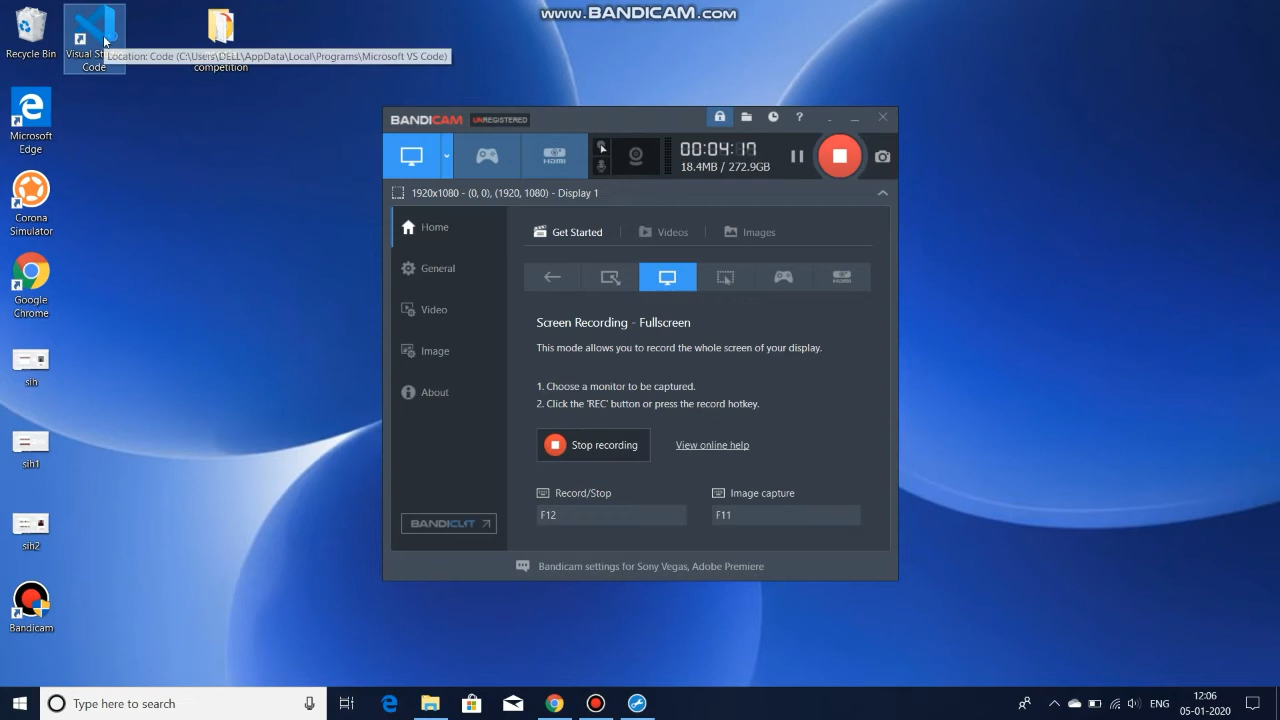 www.BANDICAM.com
Recycle Bin
Visual St
Code
competition
Location: Code (C:\Users\DELL\AppData\Local\Programs\Microsoft VS Code)
Microsoft
Edge
Corona
Simulator
Google
Chrome
sih
sih1
sih2
Bandicam
BANDICAM UNREGISTERED
?
HDMI
00:04:17
18.4MB / 272.9GB
1920x1080 - (0, 0), (1920, 1080) - Display 1
Home
General
Video
Image
About
BANDICUT
Get Started
Videos
Images
HDMI
Screen Recording - Fullscreen
This mode allows you to record the whole screen of your display.
1. Choose a monitor to be captured.
2. Click the 'REC' button or press the record hotkey.
Stop recording
View online help
Record/Stop
Image capture
F12
F11
Bandicam settings for Sony Vegas, Adobe Premiere
Type here to search
ENG
12:06
05-01-2020